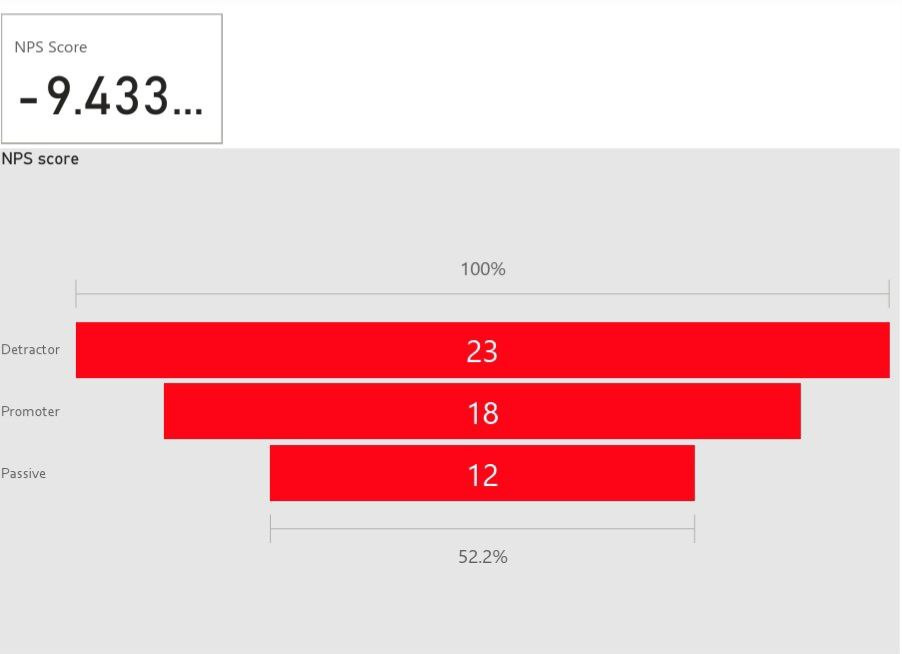 NPS Score
-9.433...
NPS score
100%
Detractor 23
Promoter 18
Passive 12
52.2%